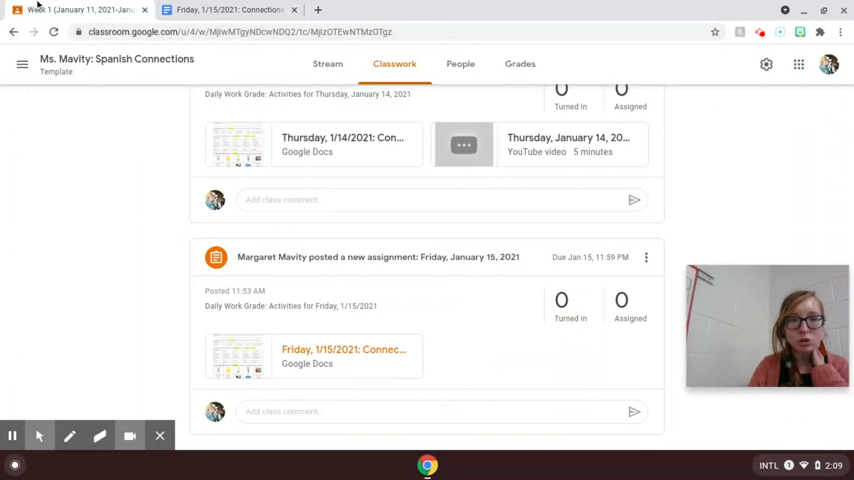 Week 1 (January 11, 2021-Janu
Friday, 1/15/2021: Connections
classroom.google.com/u/4/w/MjIwMTgyNDcwNDQ2/tc/MjIzOTEwNTMzOTgz
Ms. Mavity: Spanish Connections
Template
Stream
Classwork
People
Grades
Daily Work Grade: Activities for Thursday, January 14, 2021
0
Turned in
0
Assigned
Thursday, 1/14/2021: Con...
Google Docs
Thursday, January 14, 20...
YouTube video 5 minutes
Add class comment...
Margaret Mavity posted a new assignment: Friday, January 15, 2021
Due Jan 15, 11:59 PM
Posted 11:53 AM
Daily Work Grade: Activities for Friday, 1/15/2021
0
Turned in
0
Assigned
Friday, 1/15/2021: Connec...
Google Docs
Add class comment...
INTL
1
2:09